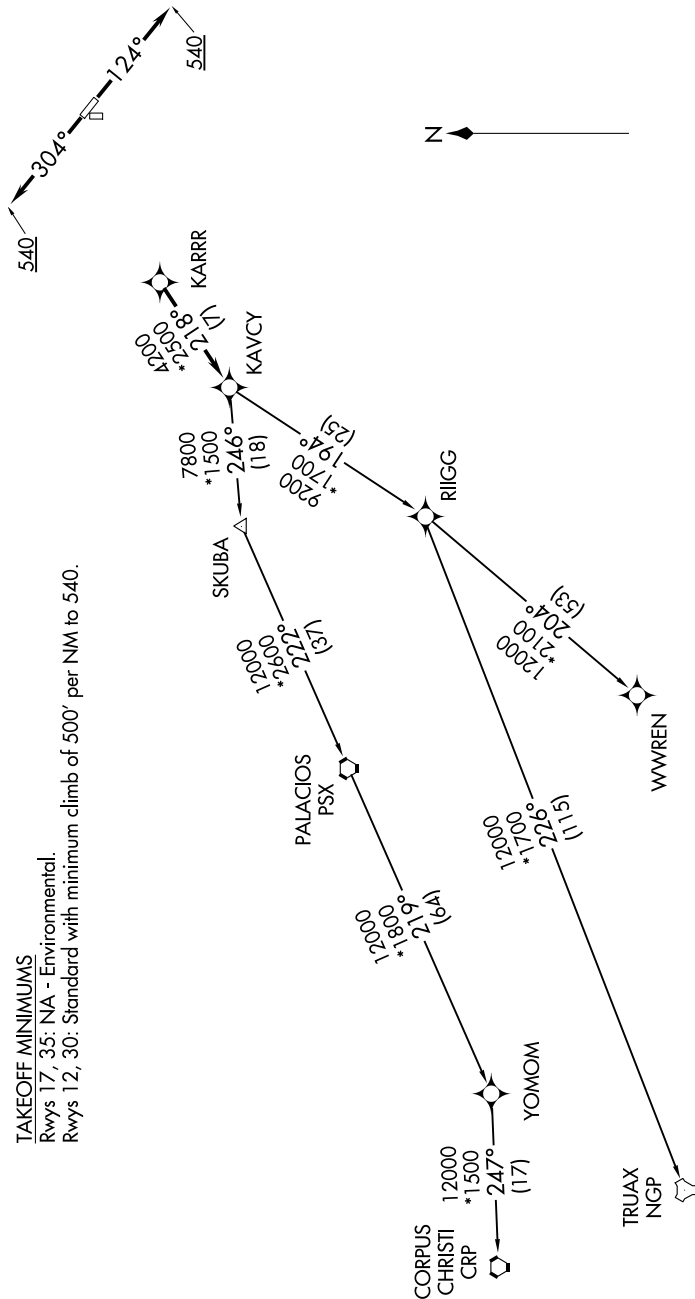 TAKEOFF MINIMUMS
Rwys 17, 35: NA - Environmental.
Rwys 12, 30: Standard with minimum climb of 500' per NM to 540.
540
304°
124°
540
N
KARRR
4200
*2500
218°
(7)
KAVCY
7800
*1500
246°
(18)
SKUBA
9200
*1700
194°
(25)
RIIGG
12000
*2600
222°
(37)
PALACIOS
PSX
12000
*2100
204°
(53)
WWREN
12000
*1800
219°
(64)
YOMOM
12000
*1700
226°
(115)
TRUAX
NGP
12000
*1500
247°
(17)
CORPUS
CHRISTI
CRP